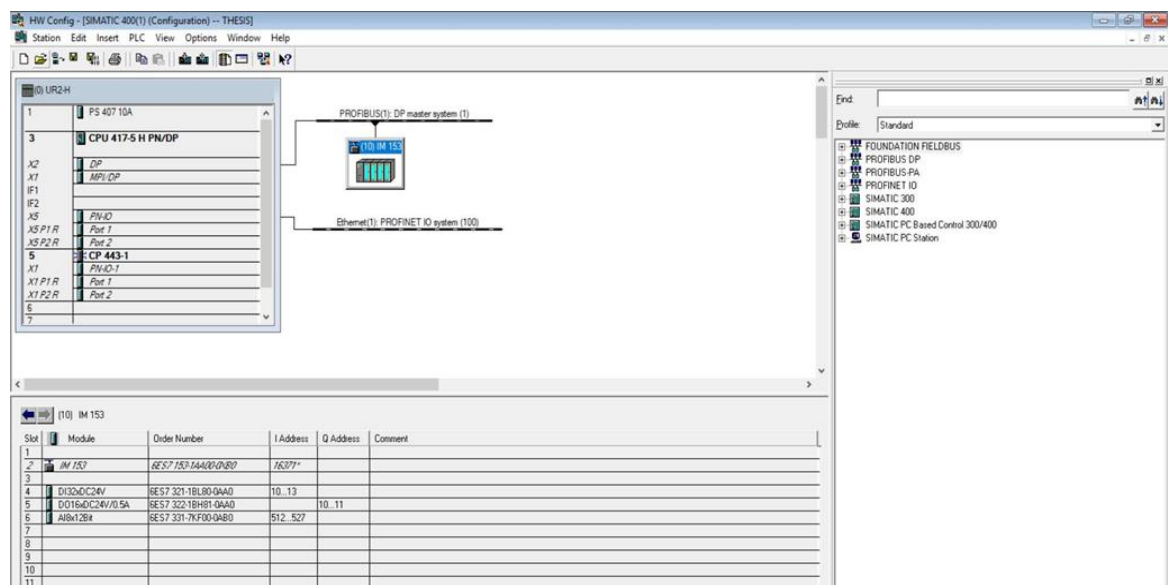 HW Config - [SIMATIC 400(1) (Configuration) -- THESIS]
Station Edit Insert PLC View Options Window Help
(0) UR2-H
1 PS 407 10A
3 CPU 417-5 H PN/DP
X2 DP
X1 MPI/DP
IF1
IF2
X5 PN-IO
X5 P1 R Port 1
X5 P2 R Port 2
5 CP 443-1
X1 PN-IO-1
X1 P1 R Port 1
X1 P2 R Port 2
6
7
PROFIBUS(1): DP master system (1)
(10) IM 153
Ethernet(1): PROFINET IO system (100)
Find:
Profile: Standard
FOUNDATION FIELDBUS
PROFIBUS DP
PROFIBUS-PA
PROFINET IO
SIMATIC 300
SIMATIC 400
SIMATIC PC Based Control 300/400
SIMATIC PC Station
(10) IM 153
Slot Module Order Number I Address Q Address Comment
1
2 IM 153 6ES7 153-1AA00-0XB0 16371*
3
4 DI32xDC24V 6ES7 321-1BL80-0AA0 10...13
5 DO16xDC24V/0.5A 6ES7 322-1BH81-0AA0 10...11
6 AI8x12Bit 6ES7 331-7KF00-0AB0 512...527
7
8
9
10
11